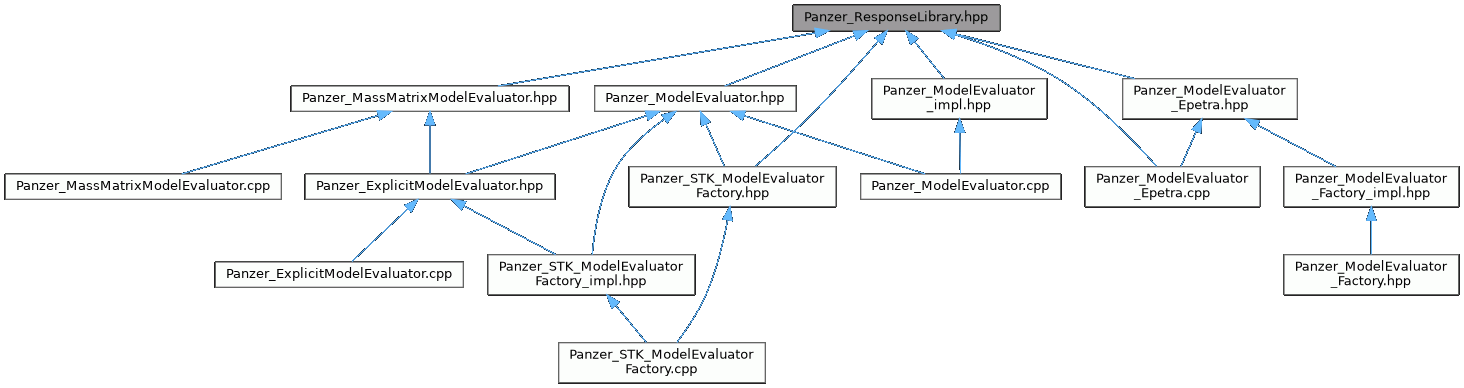 Panzer_ResponseLibrary.hpp
Panzer_MassMatrixModelEvaluator.hpp
Panzer_ModelEvaluator.hpp
Panzer_ModelEvaluator
_impl.hpp
Panzer_ModelEvaluator
_Epetra.hpp
Panzer_MassMatrixModelEvaluator.cpp
Panzer_ExplicitModelEvaluator.hpp
Panzer_STK_ModelEvaluator
Factory.hpp
Panzer_ModelEvaluator.cpp
Panzer_ModelEvaluator
_Epetra.cpp
Panzer_ModelEvaluator
_Factory_impl.hpp
Panzer_ExplicitModelEvaluator.cpp
Panzer_STK_ModelEvaluator
Factory_impl.hpp
Panzer_ModelEvaluator
_Factory.hpp
Panzer_STK_ModelEvaluator
Factory.cpp